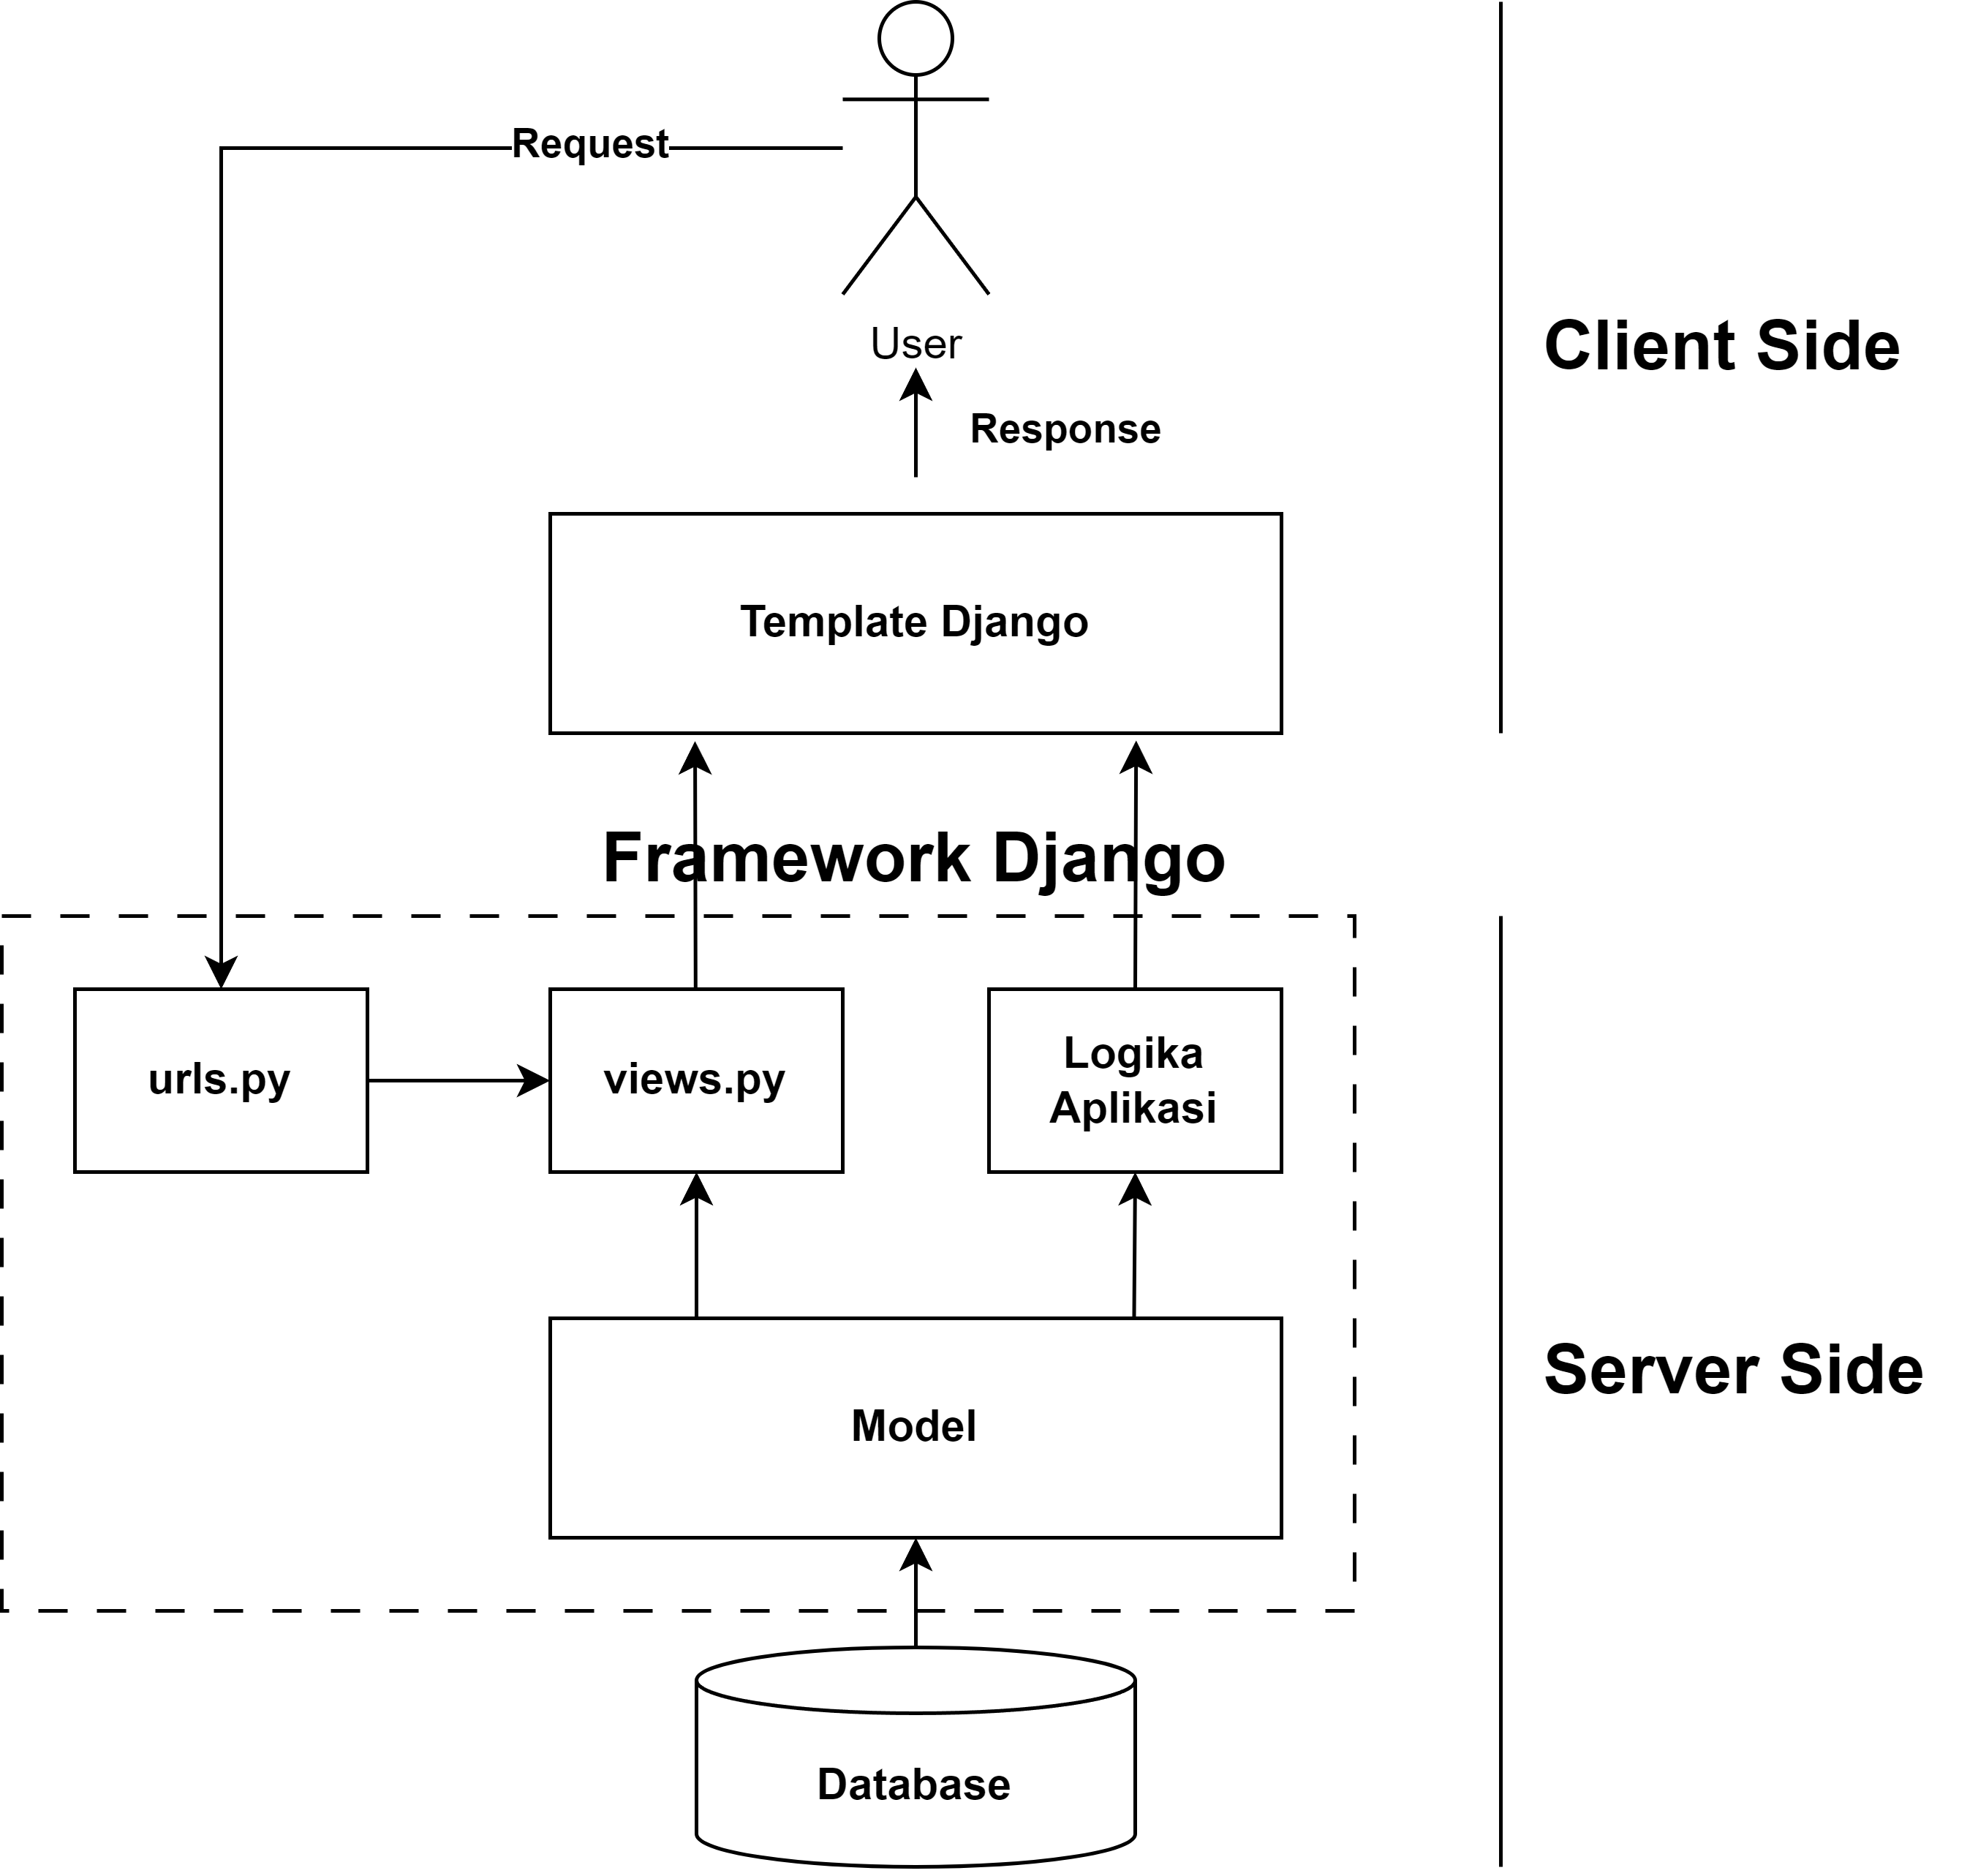 Request
User
Client Side
Response
Template Django
Framework Django
urls.py
views.py
Logika
Aplikasi
Model
Server Side
Database